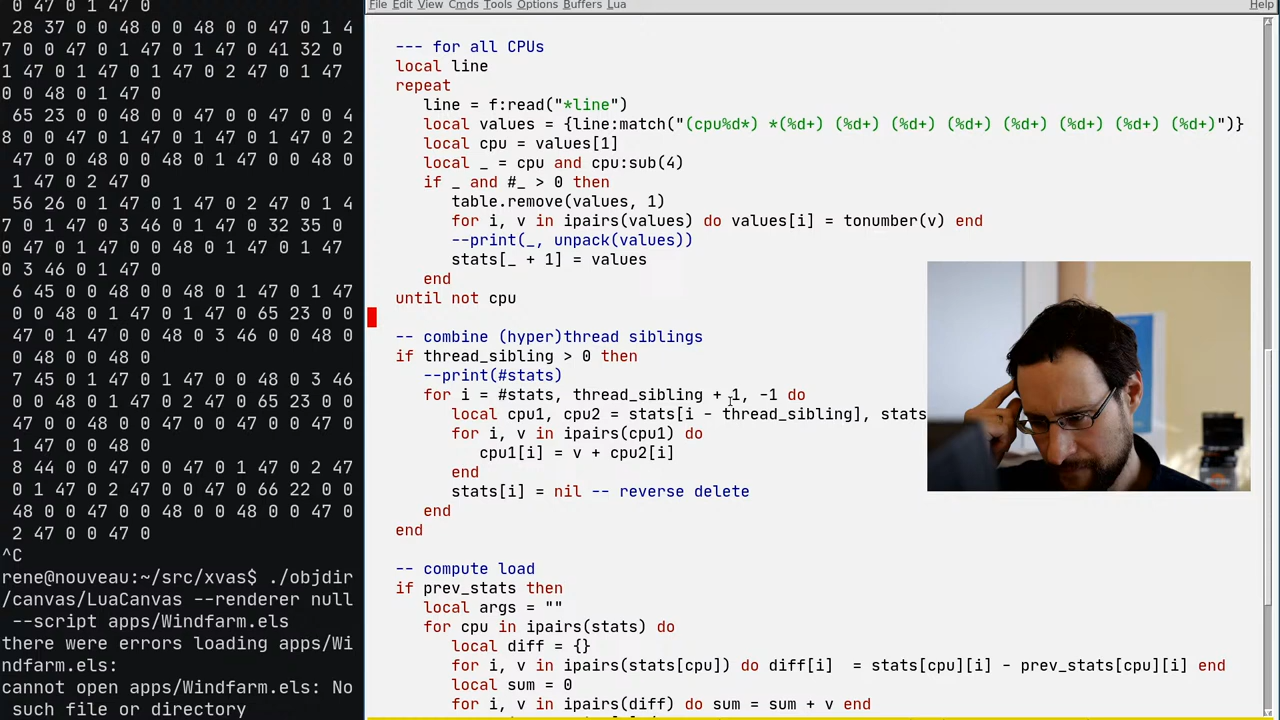 0 47 0 1 47 0
28 37 0 0 48 0 0 48 0 0 47 0 1 4
7 0 0 47 0 1 47 0 1 47 0 41 32 0
1 47 0 1 47 0 1 47 0 2 47 0 1 47
0 0 48 0 1 47 0
65 23 0 0 48 0 0 47 0 0 47 0 0 4
8 0 0 47 0 1 47 0 1 47 0 1 47 0 2
47 0 0 48 0 0 48 0 1 47 0 0 48 0
1 47 0 2 47 0
56 26 0 1 47 0 1 47 0 2 47 0 1 4
7 0 1 47 0 3 46 0 1 47 0 32 35 0
0 47 0 1 47 0 0 48 0 1 47 0 1 47
0 3 46 0 1 47 0
6 45 0 0 48 0 0 48 0 1 47 0 1 47
0 0 48 0 1 47 0 1 47 0 65 23 0 0
47 0 1 47 0 0 48 0 3 46 0 0 48 0
0 48 0 0 48 0
7 45 0 1 47 0 1 47 0 0 48 0 3 46
0 0 48 0 1 47 0 2 47 0 65 23 0 0
47 0 0 48 0 0 47 0 0 47 0 0 47 0
1 47 0 0 48 0
8 44 0 0 47 0 0 47 0 1 47 0 2 47
0 1 47 0 2 47 0 0 47 0 66 22 0 0
48 0 0 47 0 0 48 0 0 48 0 0 47 0
2 47 0 0 47 0
^C
rene@nouveau:~/src/xvas$ ./objdir
/canvas/LuaCanvas --renderer null
--script apps/Windfarm.els
there were errors loading apps/Wi
ndfarm.els:
cannot open apps/Windfarm.els: No
such file or directory
File Edit View Cmds Tools Options Buffers Lua Help
--- for all CPUs
local line
repeat
line = f:read("*line")
local values = {line:match("(cpu%d*) *(%d+) (%d+) (%d+) (%d+) (%d+) (%d+) (%d+) (%d+)")}
local cpu = values[1]
local _ = cpu and cpu:sub(4)
if _ and #_ > 0 then
table.remove(values, 1)
for i, v in ipairs(values) do values[i] = tonumber(v) end
--print(_, unpack(values))
stats[_ + 1] = values
end
until not cpu
-- combine (hyper)thread siblings
if thread_sibling > 0 then
--print(#stats)
for i = #stats, thread_sibling + 1, -1 do
local cpu1, cpu2 = stats[i - thread_sibling], stats
for i, v in ipairs(cpu1) do
cpu1[i] = v + cpu2[i]
end
stats[i] = nil -- reverse delete
end
end
-- compute load
if prev_stats then
local args = ""
for cpu in ipairs(stats) do
local diff = {}
for i, v in ipairs(stats[cpu]) do diff[i]  = stats[cpu][i] - prev_stats[cpu][i] end
local sum = 0
for i, v in ipairs(diff) do sum = sum + v end